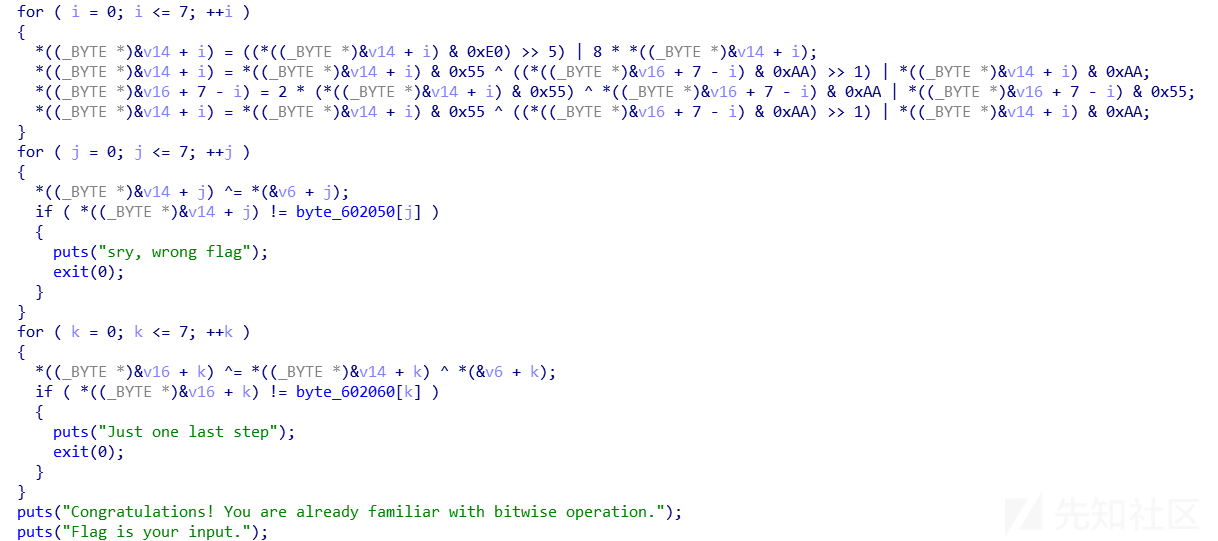 for ( i = 0; i <= 7; ++i )
{
  *((_BYTE *)&v14 + i) = ((*((_BYTE *)&v14 + i) & 0xE0) >> 5) | 8 * *((_BYTE *)&v14 + i);
  *((_BYTE *)&v14 + i) = *((_BYTE *)&v14 + i) & 0x55 ^ ((*((_BYTE *)&v16 + 7 - i) & 0xAA) >> 1) | *((_BYTE *)&v14 + i) & 0xAA;
  *((_BYTE *)&v16 + 7 - i) = 2 * (*((_BYTE *)&v14 + i) & 0x55) ^ *((_BYTE *)&v16 + 7 - i) & 0xAA | *((_BYTE *)&v16 + 7 - i) & 0x55;
  *((_BYTE *)&v14 + i) = *((_BYTE *)&v14 + i) & 0x55 ^ ((*((_BYTE *)&v16 + 7 - i) & 0xAA) >> 1) | *((_BYTE *)&v14 + i) & 0xAA;
}
for ( j = 0; j <= 7; ++j )
{
  *((_BYTE *)&v14 + j) ^= *(&v6 + j);
  if ( *((_BYTE *)&v14 + j) != byte_602050[j] )
  {
    puts("sry, wrong flag");
    exit(0);
  }
}
for ( k = 0; k <= 7; ++k )
{
  *((_BYTE *)&v16 + k) ^= *((_BYTE *)&v14 + k) ^ *(&v6 + k);
  if ( *((_BYTE *)&v16 + k) != byte_602060[k] )
  {
    puts("Just one last step");
    exit(0);
  }
}
puts("Congratulations! You are already familiar with bitwise operation.");
puts("Flag is your input.");
先知社区